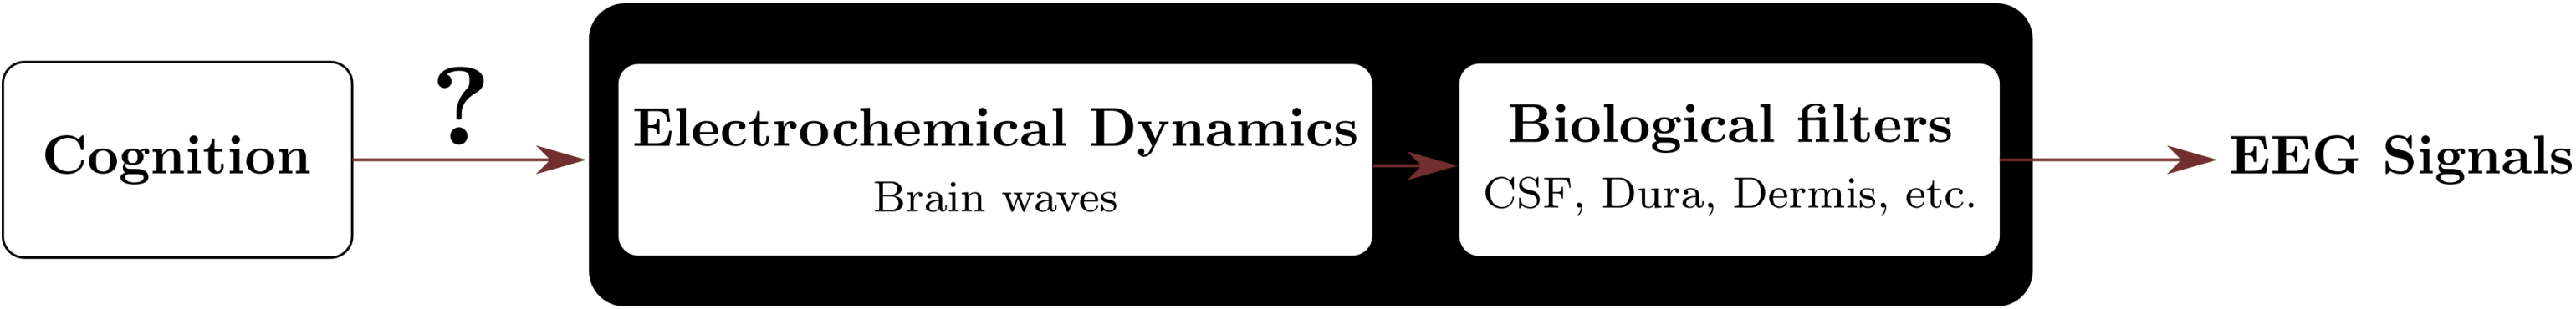 Cognition
?
Electrochemical Dynamics
Brain waves
Biological filters
CSF, Dura, Dermis, etc.
EEG Signals